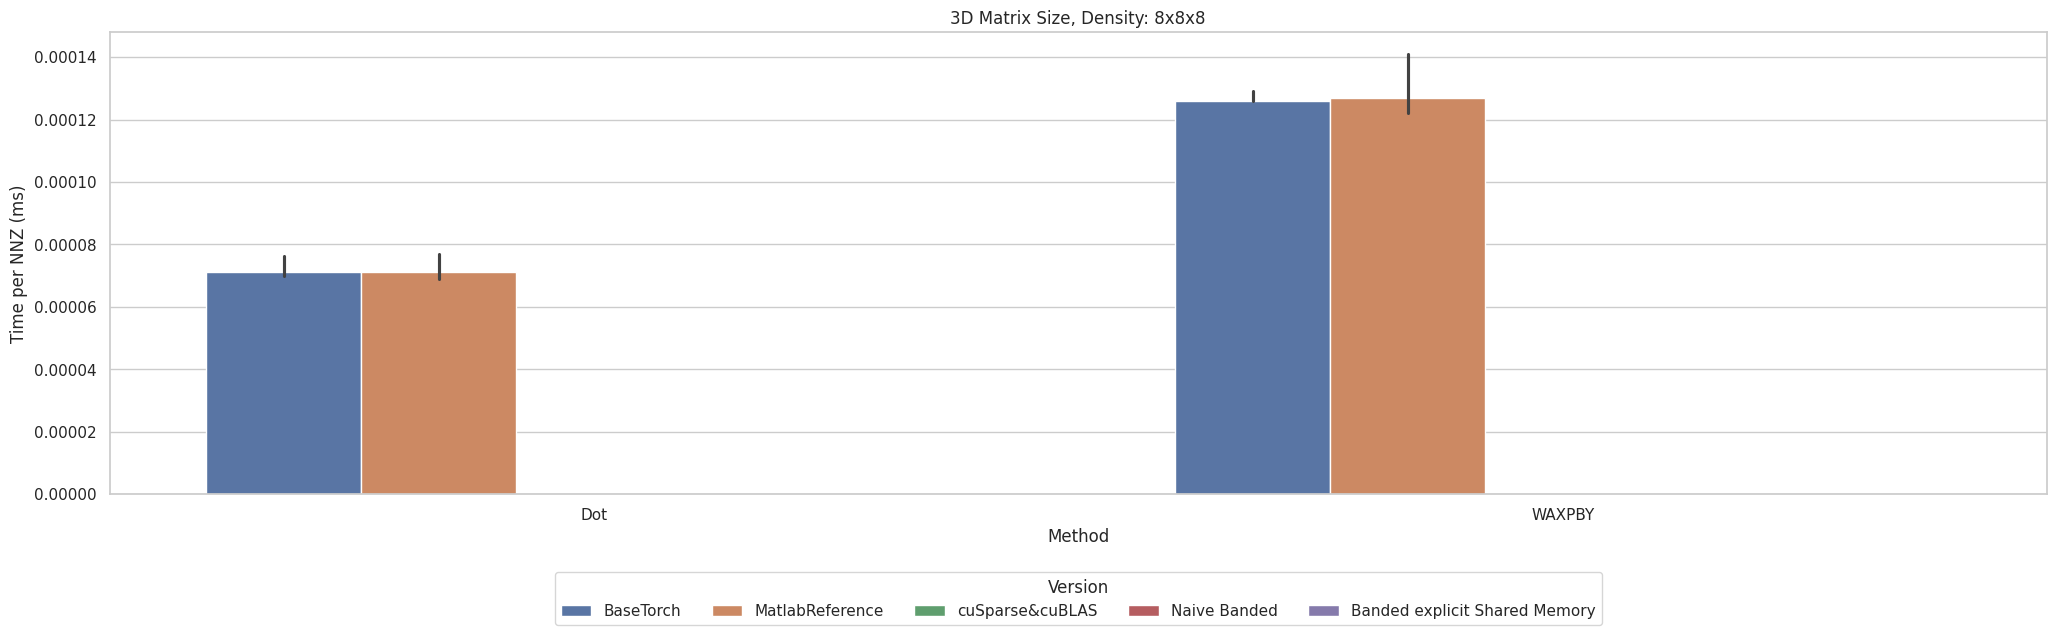 3D Matrix Size, Density: 8x8x8
0.00014
0.00012
0.00010
0.00008
0.00006
0.00004
0.00002
0.00000
Time per NNZ (ms)
Dot
WAXPBY
Method
Version
BaseTorch
MatlabReference
cuSparse&cuBLAS
Naive Banded
Banded explicit Shared Memory